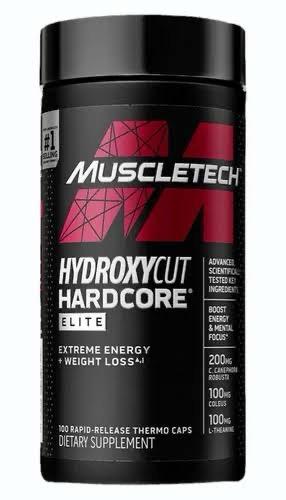 #1
SELLING
MUSCLETECH
HYDROXYCUT
HARDCORE®
ELITE
EXTREME ENERGY
+ WEIGHT LOSS
100 RAPID-RELEASE THERMO CAPS
DIETARY SUPPLEMENT
ADVANCED,
SCIENTIFICALLY
TESTED KEY
INGREDIENTS
BOOST
ENERGY
& MENTAL
FOCUS
200MG
C. CANEPHORA
ROBUSTA
100MG
COLEUS
100MG
L-THEANINE